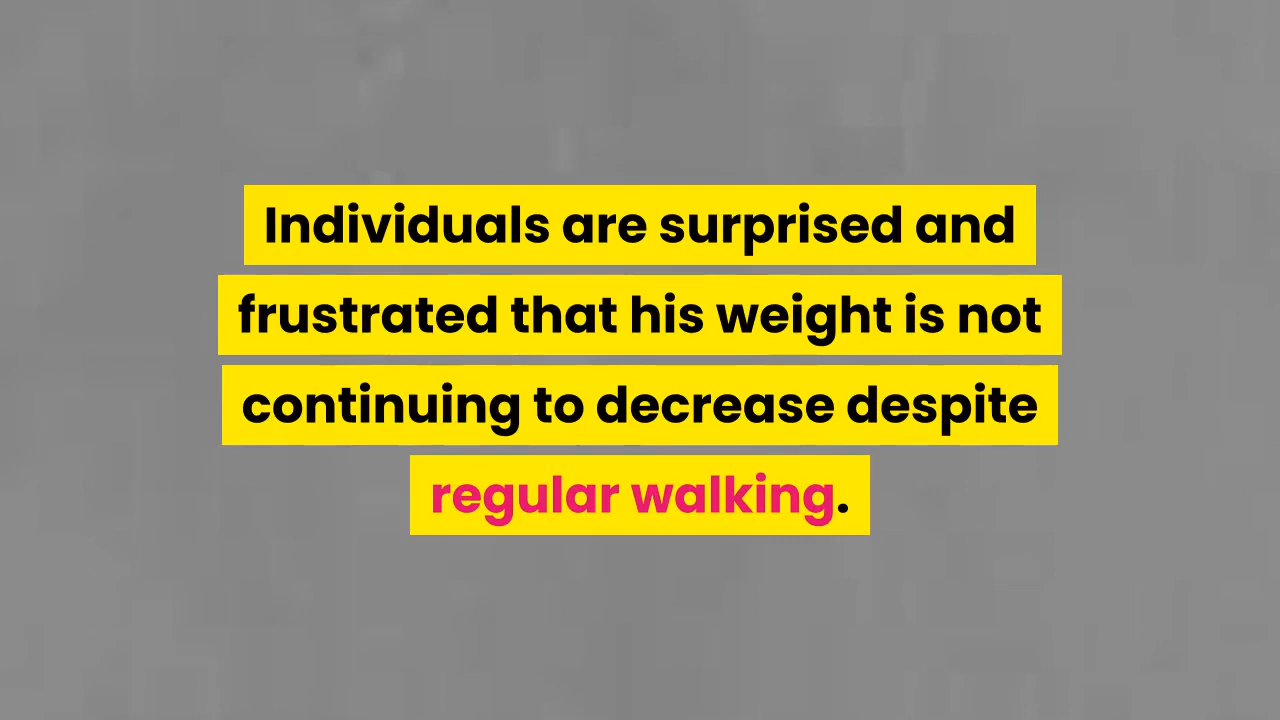 Individuals are surprised and
frustrated that his weight is not
continuing to decrease despite
regular walking.